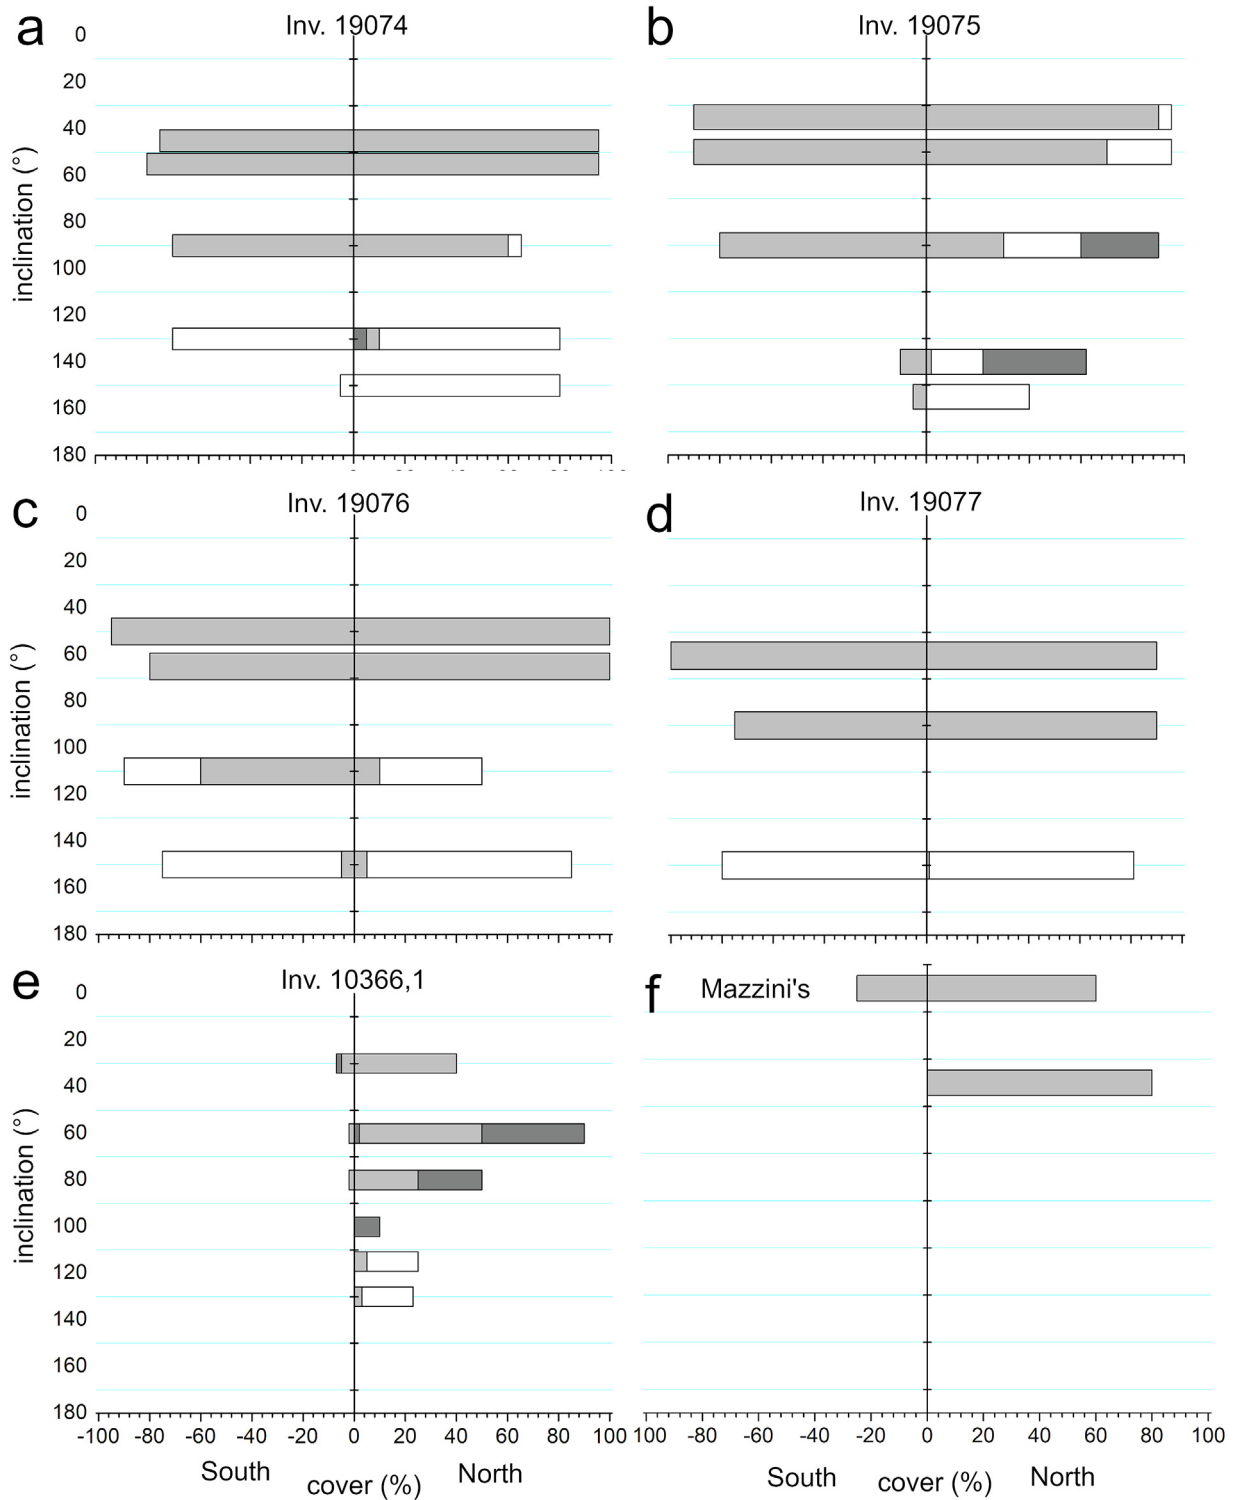 a
Inv. 19074
b
Inv. 19075
0
20
40
60
80
100
120
140
160
180
inclination (°)
c
Inv. 19076
d
Inv. 19077
0
20
40
60
80
100
120
140
160
180
inclination (°)
e
Inv. 10366,1
f
Mazzini's
0
20
40
60
80
100
120
140
160
180
inclination (°)
-100 -80 -60 -40 -20 0 20 40 60 80 100
100 -80 -60 -40 -20 0 20 40 60 80 100
South cover (%) North
South cover (%) North